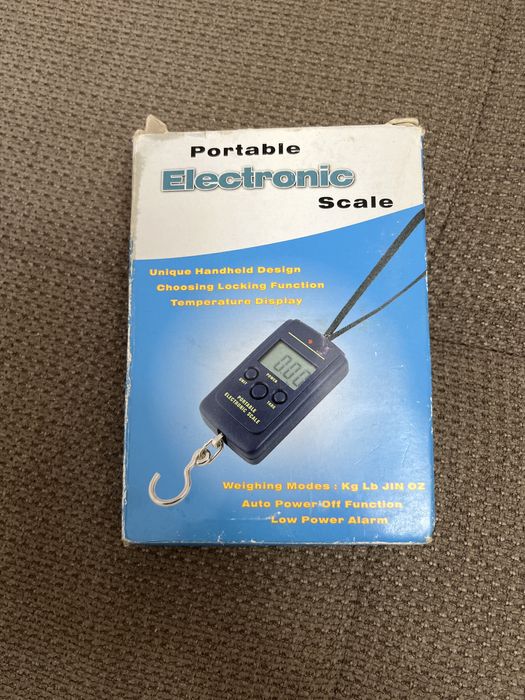 Portable
Electronic
Scale
Unique Handheld Design
Choosing Locking Function
Temperature Display
0.00
POWER
UNIT
TARE
PORTABLE
ELECTRONIC SCALE
Weighing Modes : Kg Lb JIN OZ
Auto Power Off Function
Low Power Alarm